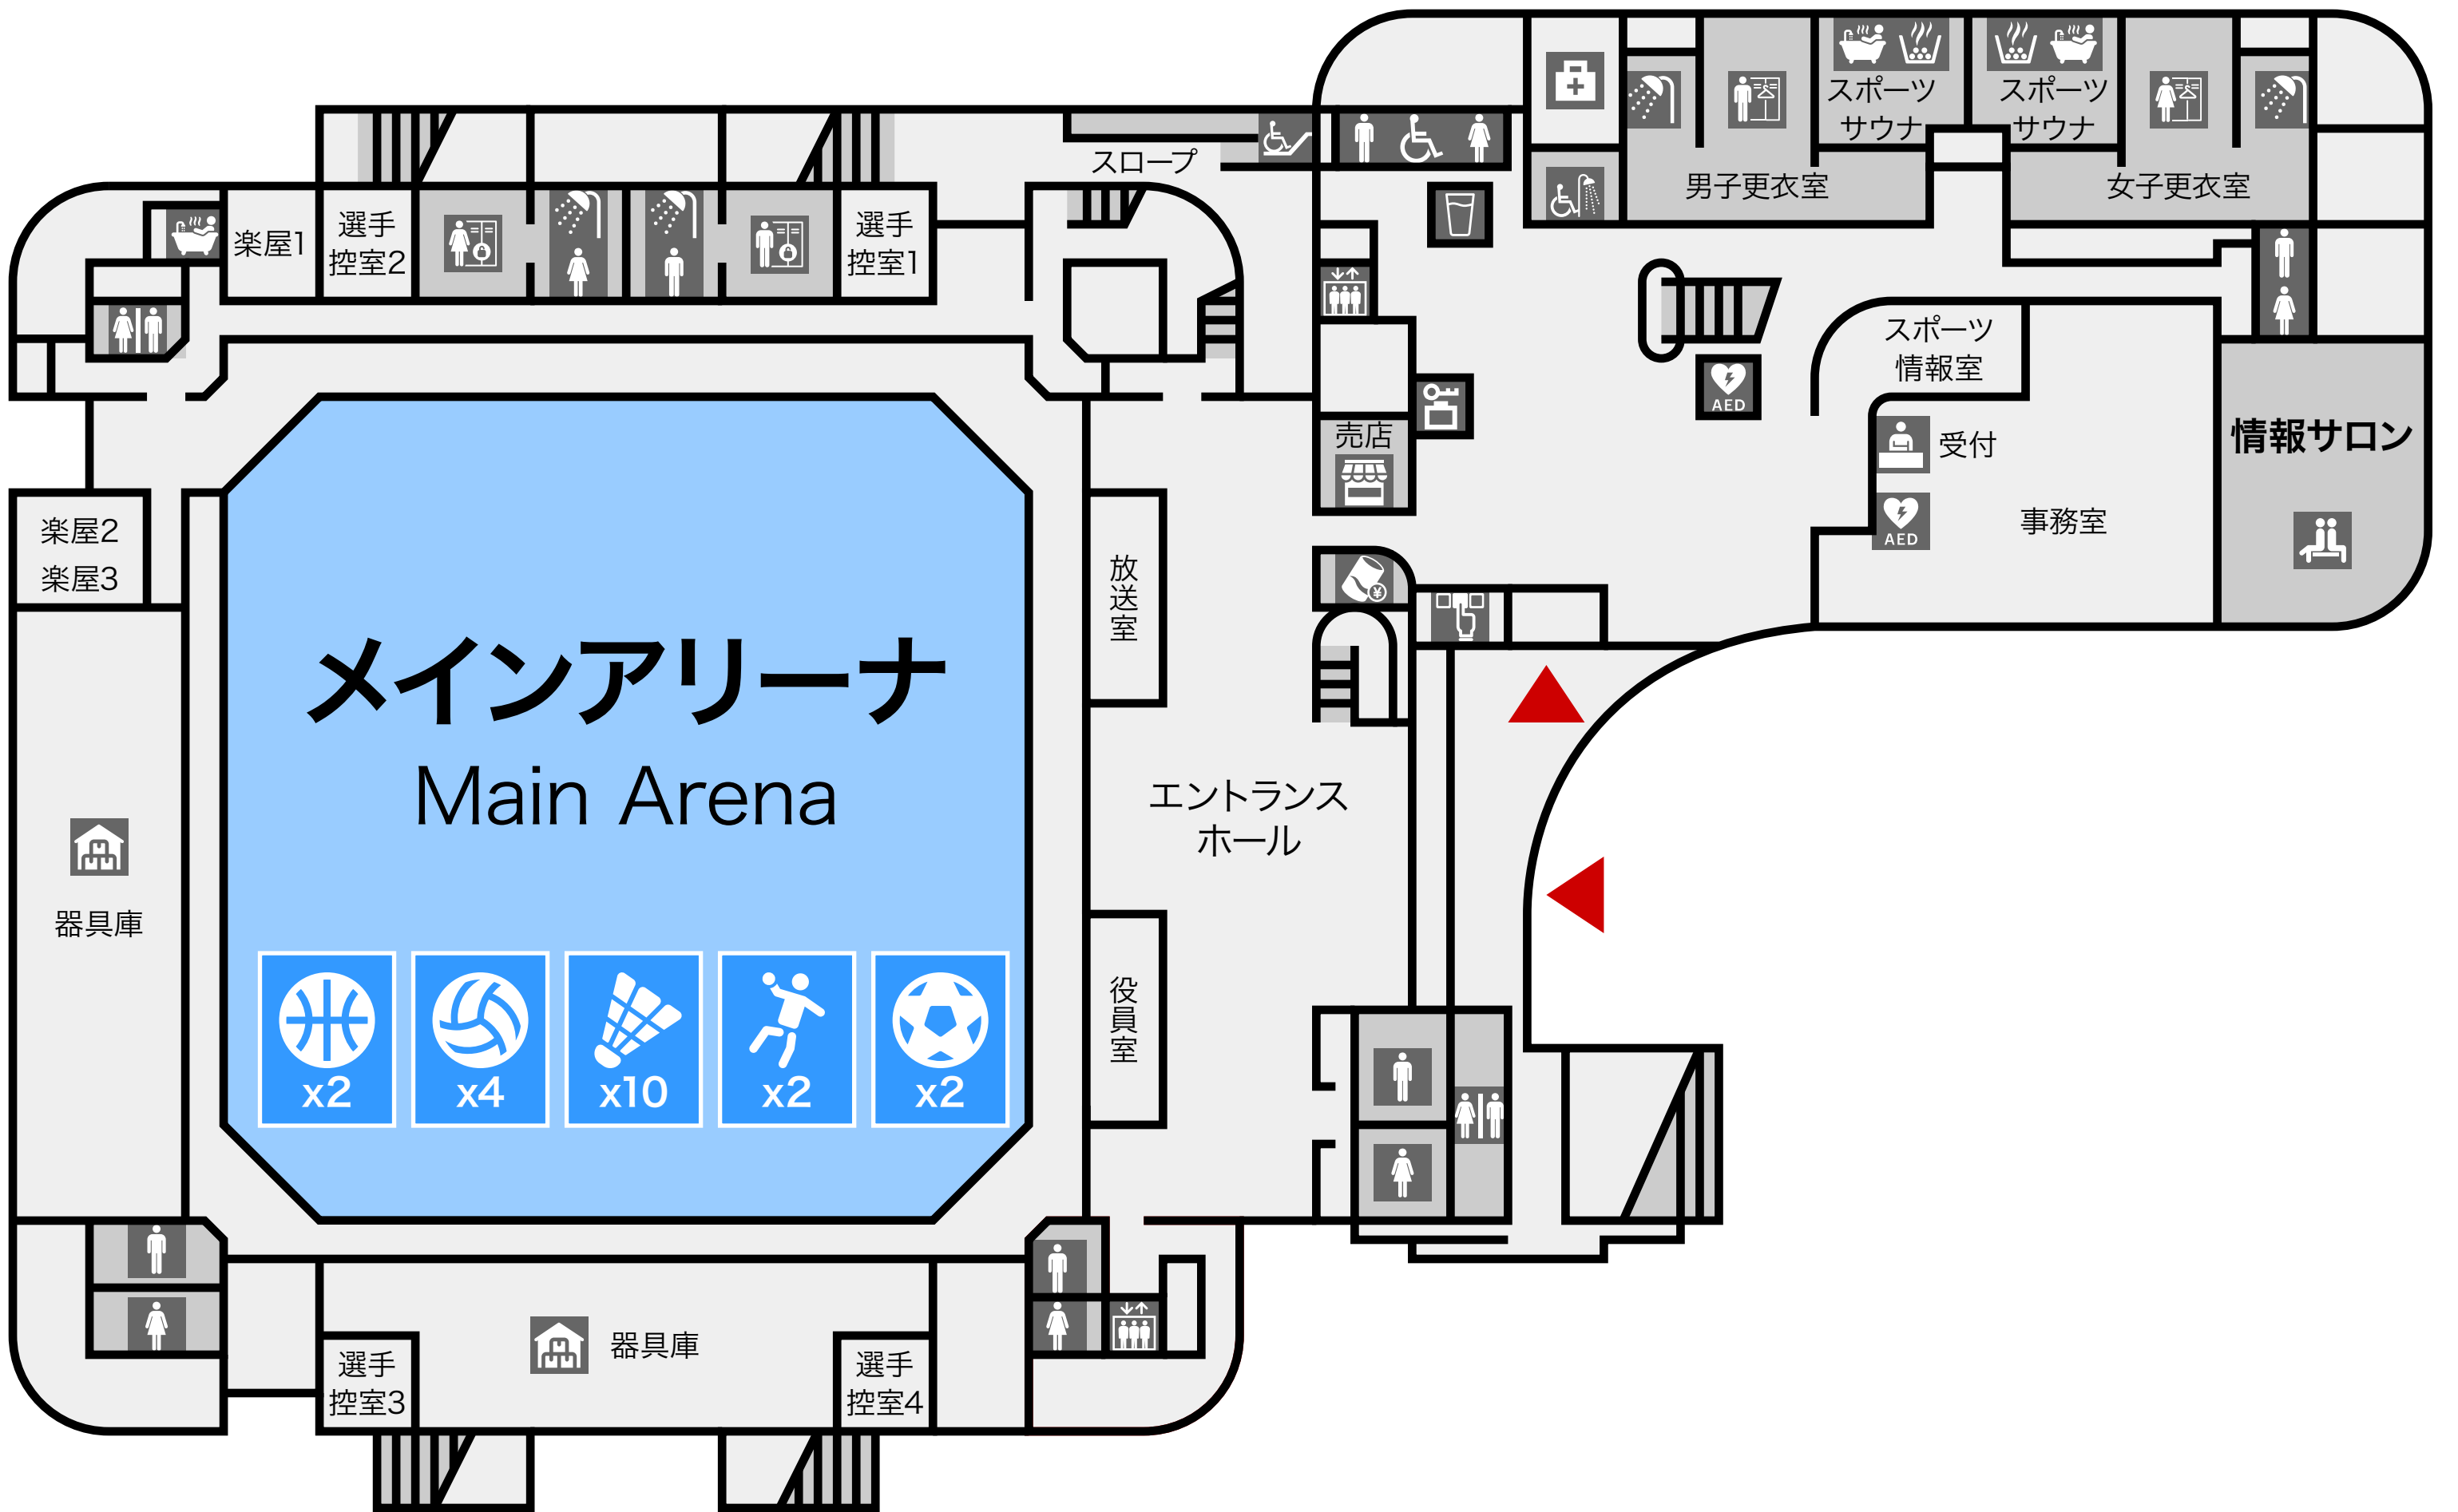 スポーツ
サウナ
スポーツ
サウナ
男子更衣室
女子更衣室
スロープ
楽屋1
選手
控室2
選手
控室1
スポーツ
情報室
AED
売店
受付
情報サロン
AED
事務室
楽屋2
楽屋3
放送室
¥
メインアリーナ
Main Arena
エントランス
ホール
器具庫
役員室
x2
x4
x10
x2
x2
器具庫
選手
控室3
選手
控室4